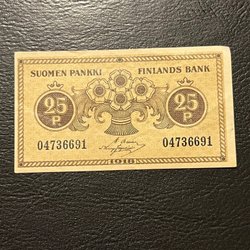 SUOMEN PANKKI FINLANDS BANK
25 P 25 P
04736691 04736691
1918